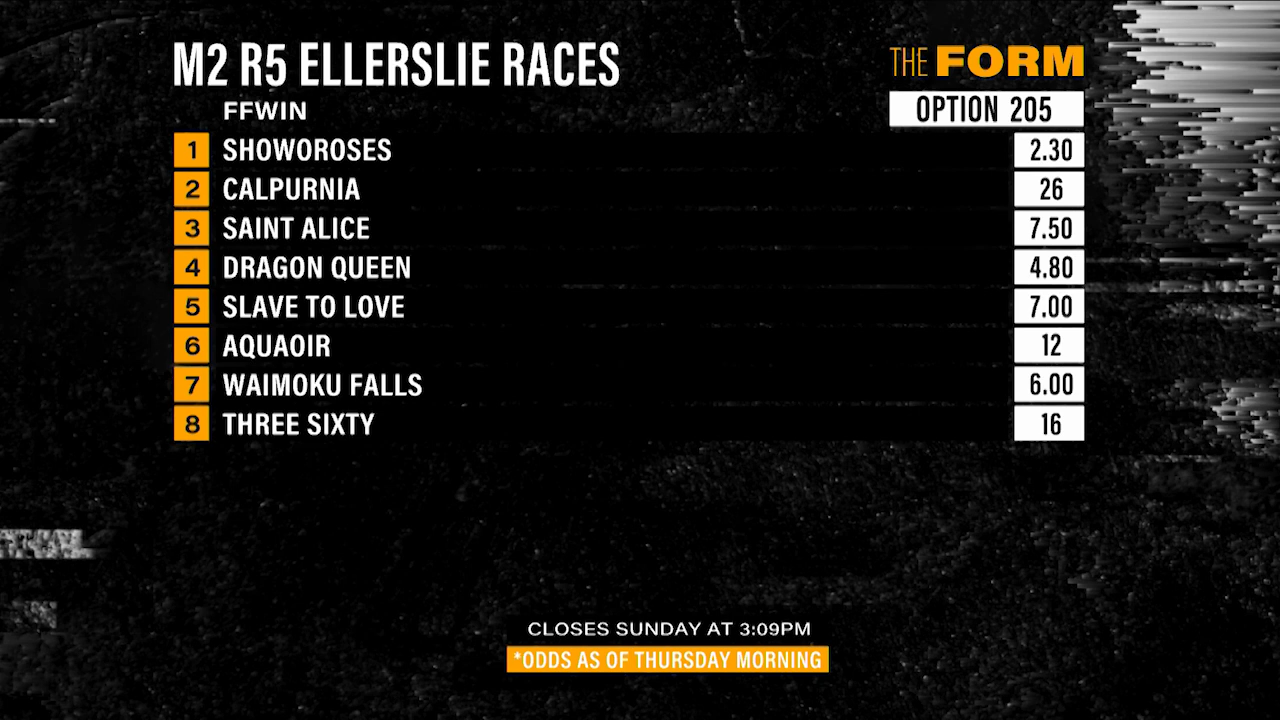 M2 R5 ELLERSLIE RACES
THE FORM
FFWIN
OPTION 205
1 SHOWOROSES 2.30
2 CALPURNIA 26
3 SAINT ALICE 7.50
4 DRAGON QUEEN 4.80
5 SLAVE TO LOVE 7.00
6 AQUAOIR 12
7 WAIMOKU FALLS 6.00
8 THREE SIXTY 16
CLOSES SUNDAY AT 3:09PM
*ODDS AS OF THURSDAY MORNING